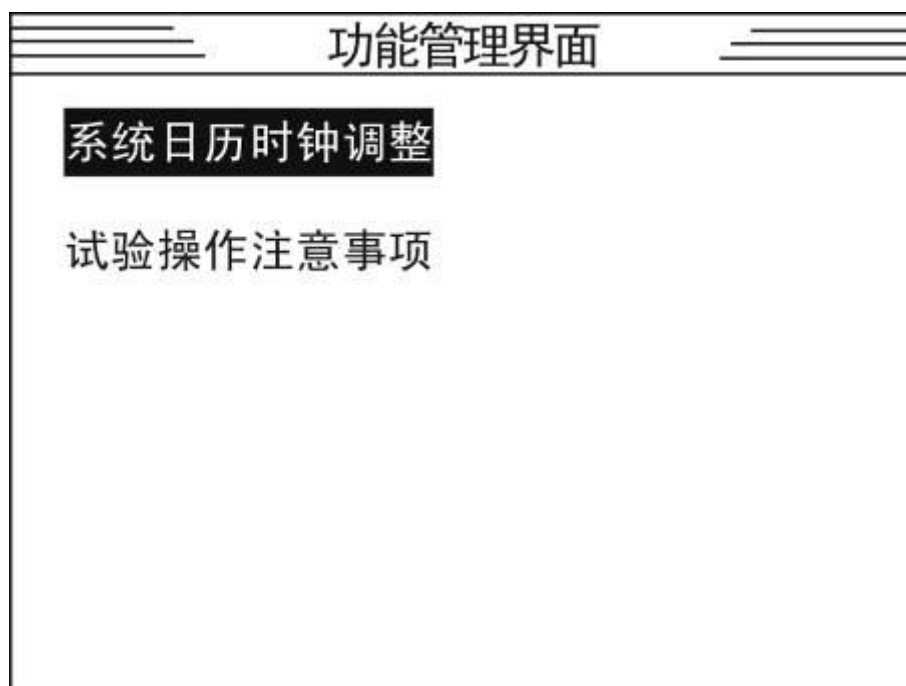 功能管理界面
系统日历时钟调整
试验操作注意事项